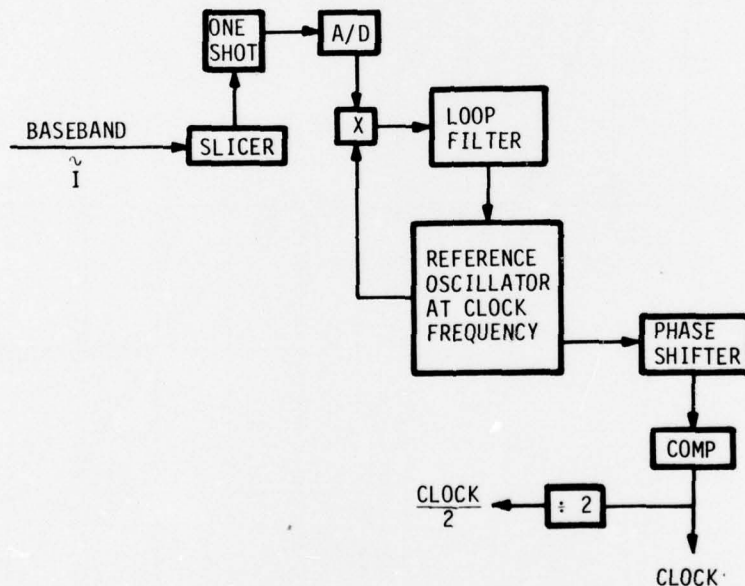 ONE
SHOT
A/D
BASEBAND
~
I
SLICER
X
LOOP
FILTER
REFERENCE
OSCILLATOR
AT CLOCK
FREQUENCY
PHASE
SHIFTER
COMP
CLOCK
2
÷ 2
CLOCK